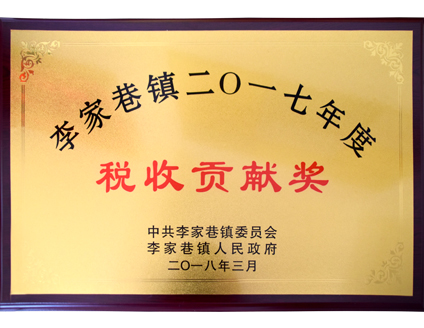 李家巷镇二〇一七年度
税收贡献奖
中共李家巷镇委员会
李家巷镇人民政府
二〇一八年三月